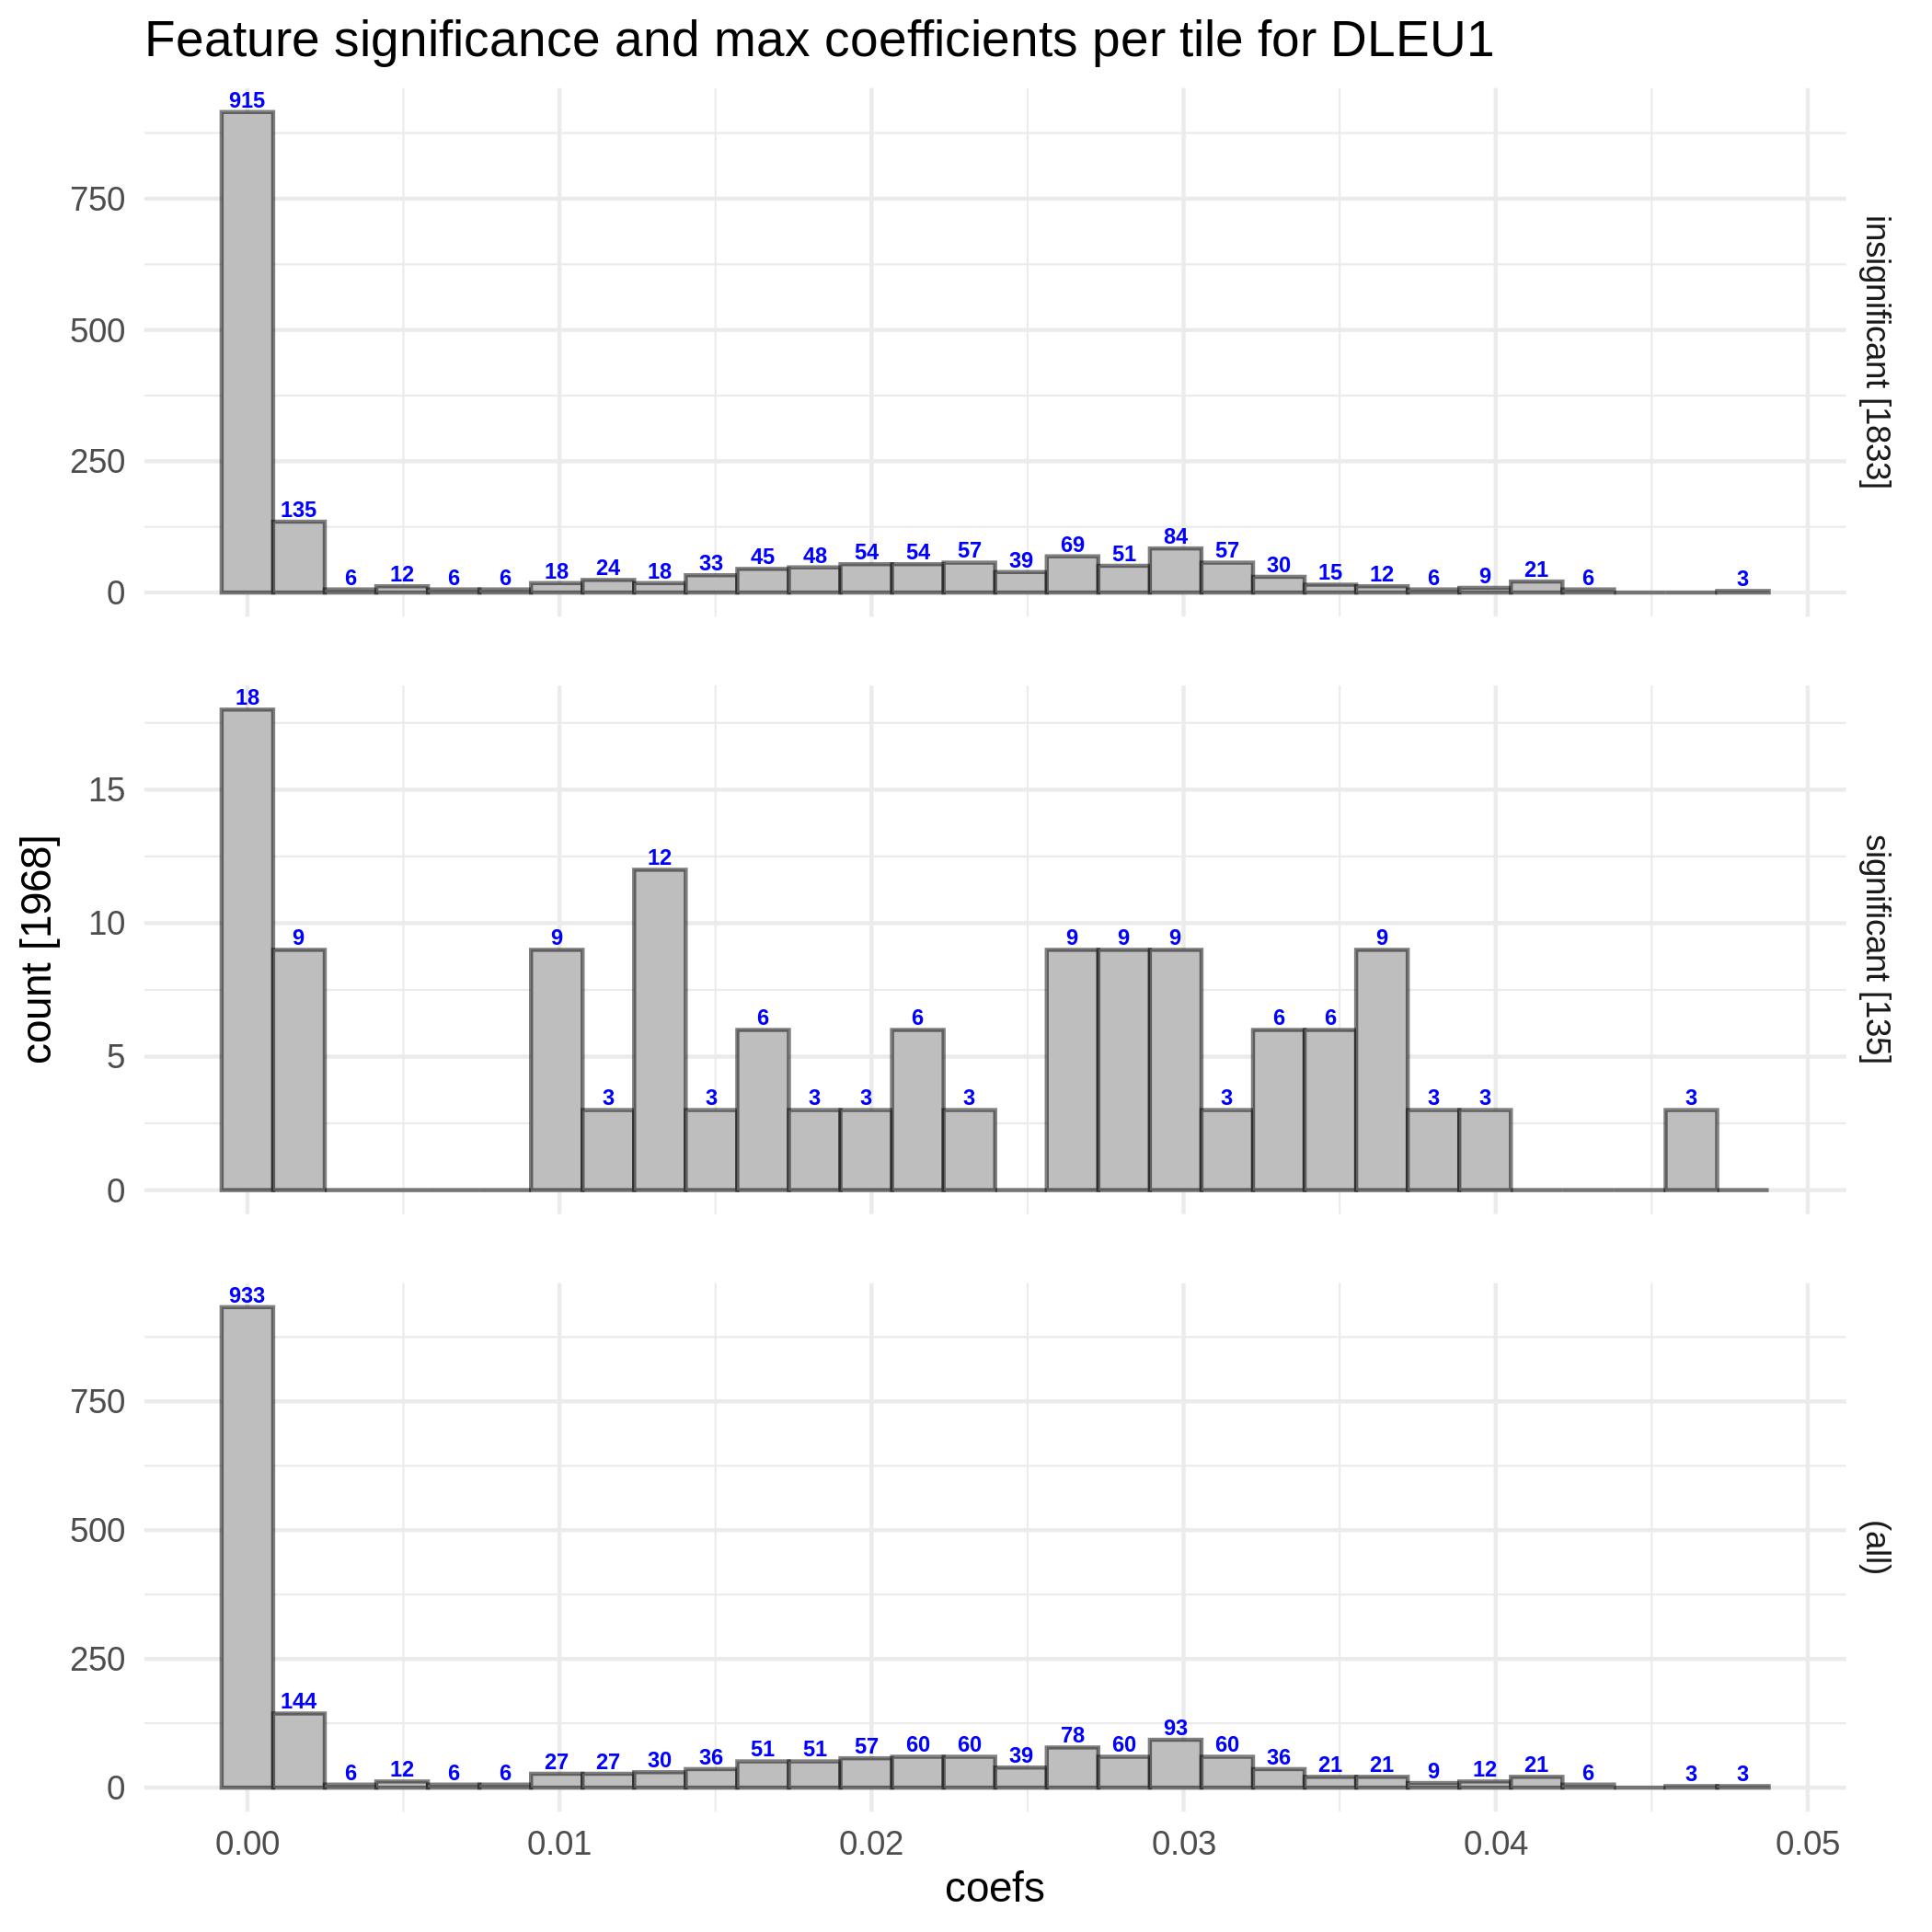 Feature significance and max coefficients per tile for DLEU1
915
750
500
250
0
135 6 12 6 6 18 24 18 33 45 48 54 54 57 39 69 51 84 57 30 15 12 6 9 21 6 3
insignificant [1833]
count [1968]
18
15
10
5
0
9 9 3 12 3 6 3 3 6 3 9 9 9 3 6 6 9 3 3 3
significant [135]
933
750
500
250
0
144 6 12 6 6 27 27 30 36 51 51 57 60 60 39 78 60 93 60 36 21 21 9 12 21 6 3 3
(all)
0.00 0.01 0.02 0.03 0.04 0.05
coefs